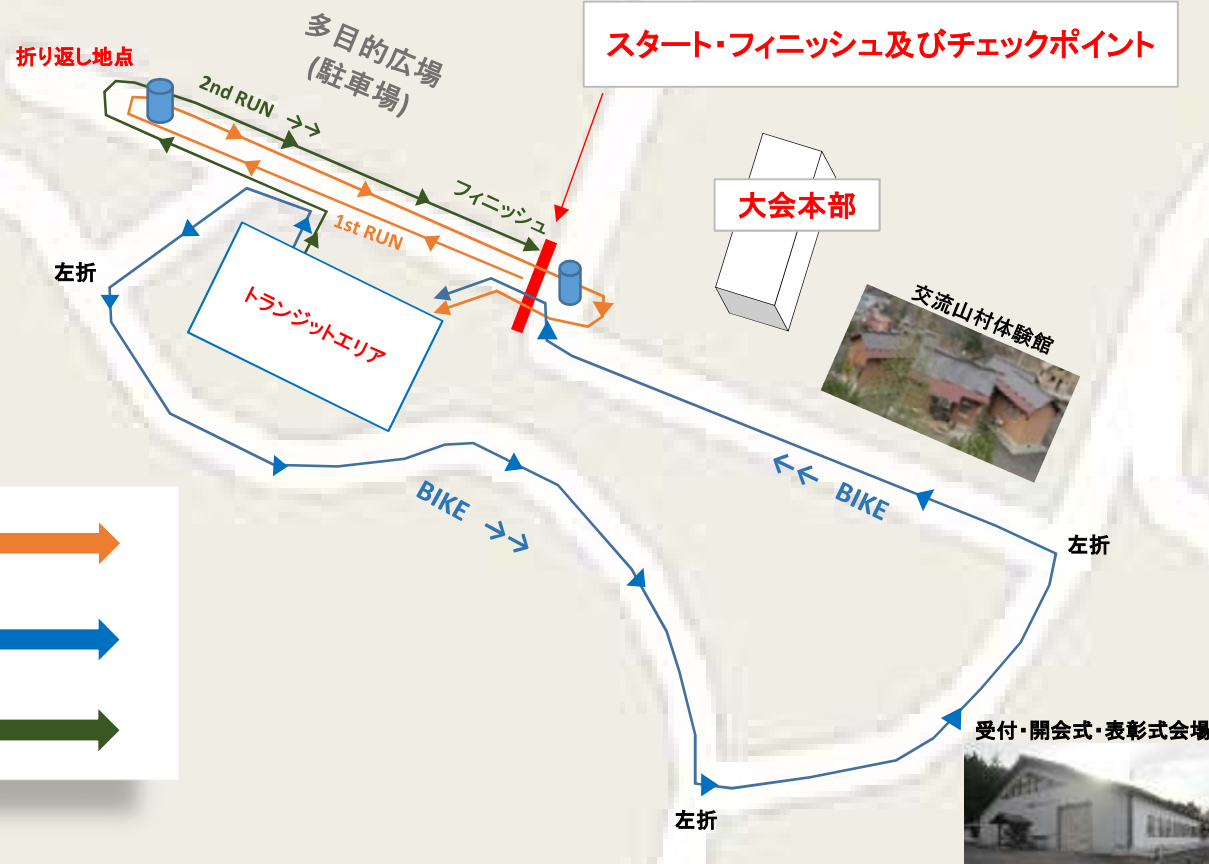 スタート・フィニッシュ及びチェックポイント
折り返し地点
多目的広場
(駐車場)
2nd RUN →→
フィニッシュ
1st RUN
大会本部
左折
トランジットエリア
交流山村体験館
BIKE →→
←← BIKE
左折
受付・開会式・表彰式会場
左折